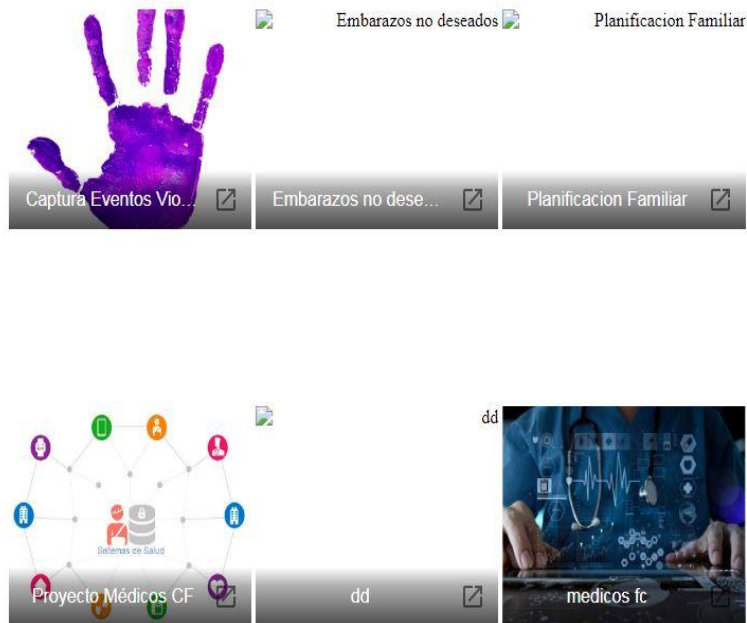 Embarazos no deseados
Planificacion Familiar
Captura Eventos Vio...
Embarazos no dese...
Planificacion Familiar
dd
Setemas de Salud
Proyecto Médicos CF
dd
medicos fc